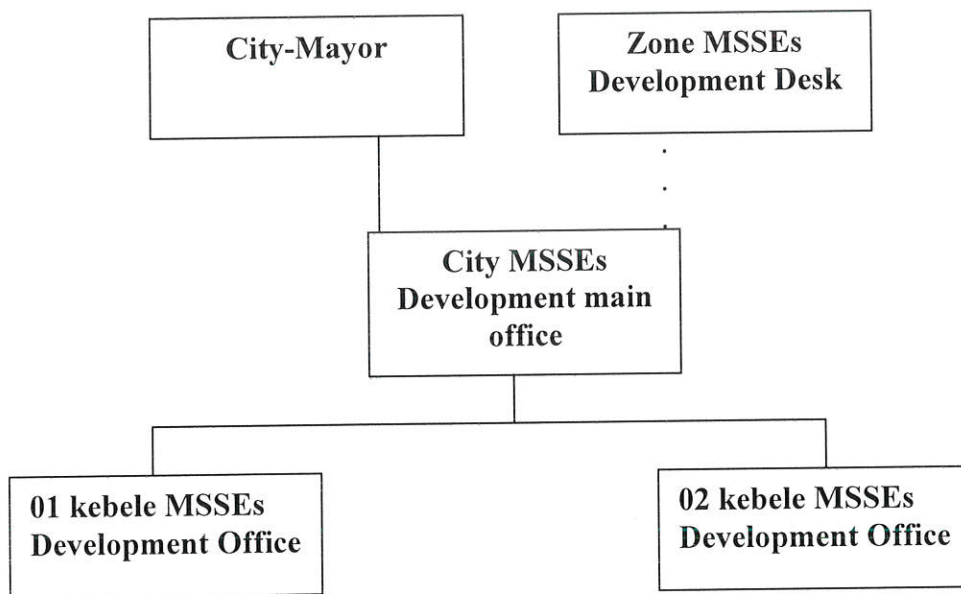 City-Mayor
Zone MSSEs
Development Desk
City MSSEs
Development main
office
01 kebele MSSEs
Development Office
02 kebele MSSEs
Development Office